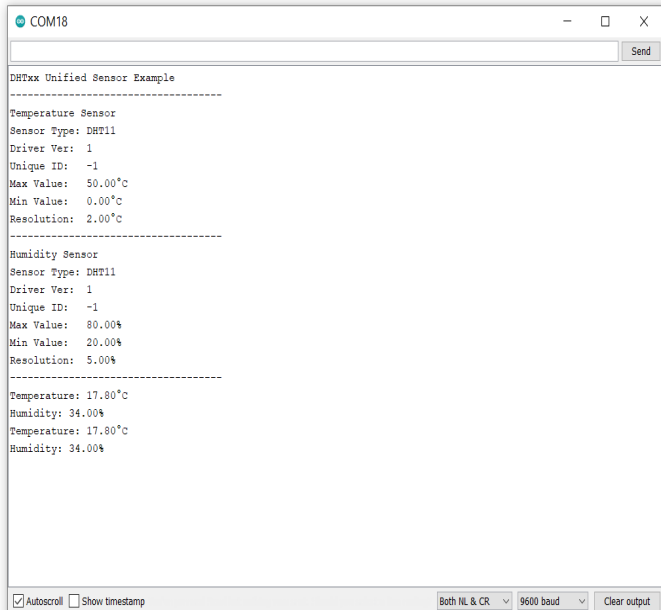 COM18
Send
DHTxx Unified Sensor Example
------------------------------------
Temperature Sensor
Sensor Type: DHT11
Driver Ver:  1
Unique ID:   -1
Max Value:   50.00°C
Min Value:   0.00°C
Resolution:  2.00°C
------------------------------------
Humidity Sensor
Sensor Type: DHT11
Driver Ver:  1
Unique ID:   -1
Max Value:   80.00%
Min Value:   20.00%
Resolution:  5.00%
------------------------------------
Temperature: 17.80°C
Humidity: 34.00%
Temperature: 17.80°C
Humidity: 34.00%
Autoscroll Show timestamp Both NL & CR 9600 baud Clear output